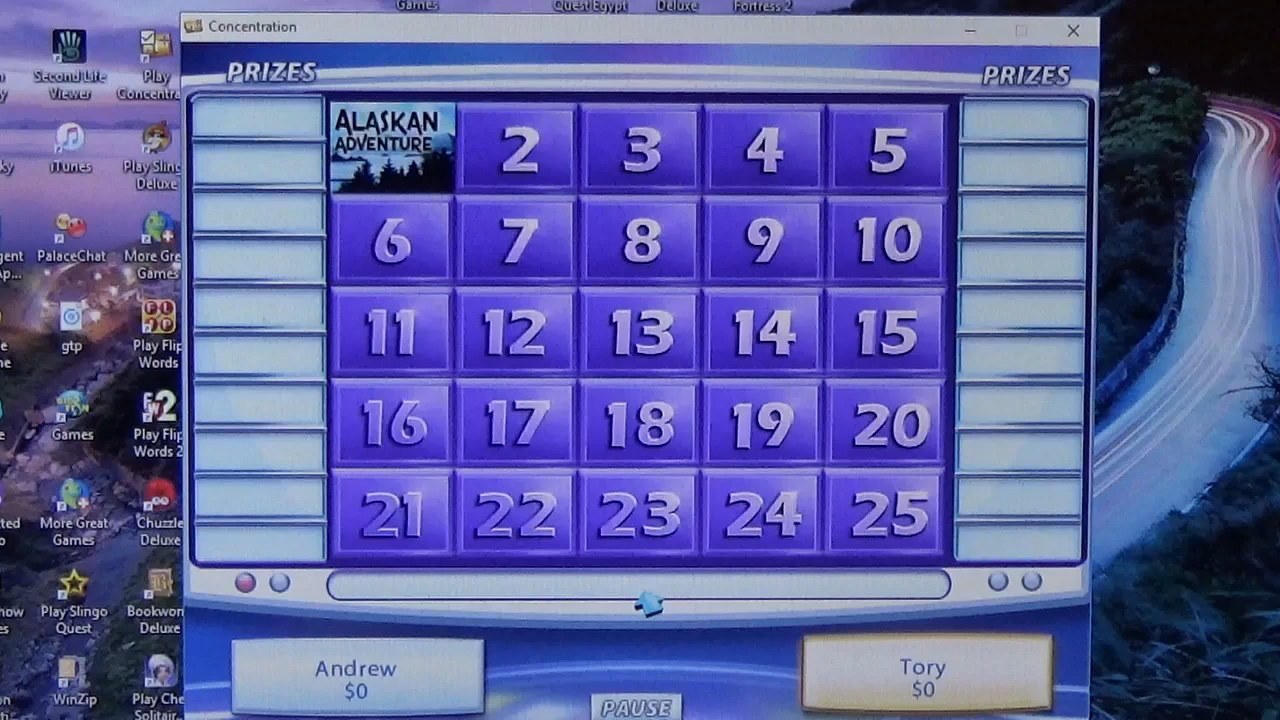 Games
Quest Egypt
Deluxe
Fortress 2
Concentration
PRIZES
PRIZES
ALASKAN
ADVENTURE
2
3
4
5
6
7
8
9
10
11
12
13
14
15
16
17
18
19
20
21
22
23
24
25
Andrew
$0
Tory
$0
PAUSE
Second Life
Viewer
Play
Concentra
iTunes
Play Sling
Deluxe
PalaceChat
More Gre
Games
gtp
Play Flip
Words
Games
Play Flip
Words 2
More Great
Games
Chuzzle
Deluxe
Play Slingo
Quest
Bookworm
Deluxe
WinZip
Play Che
Solitair